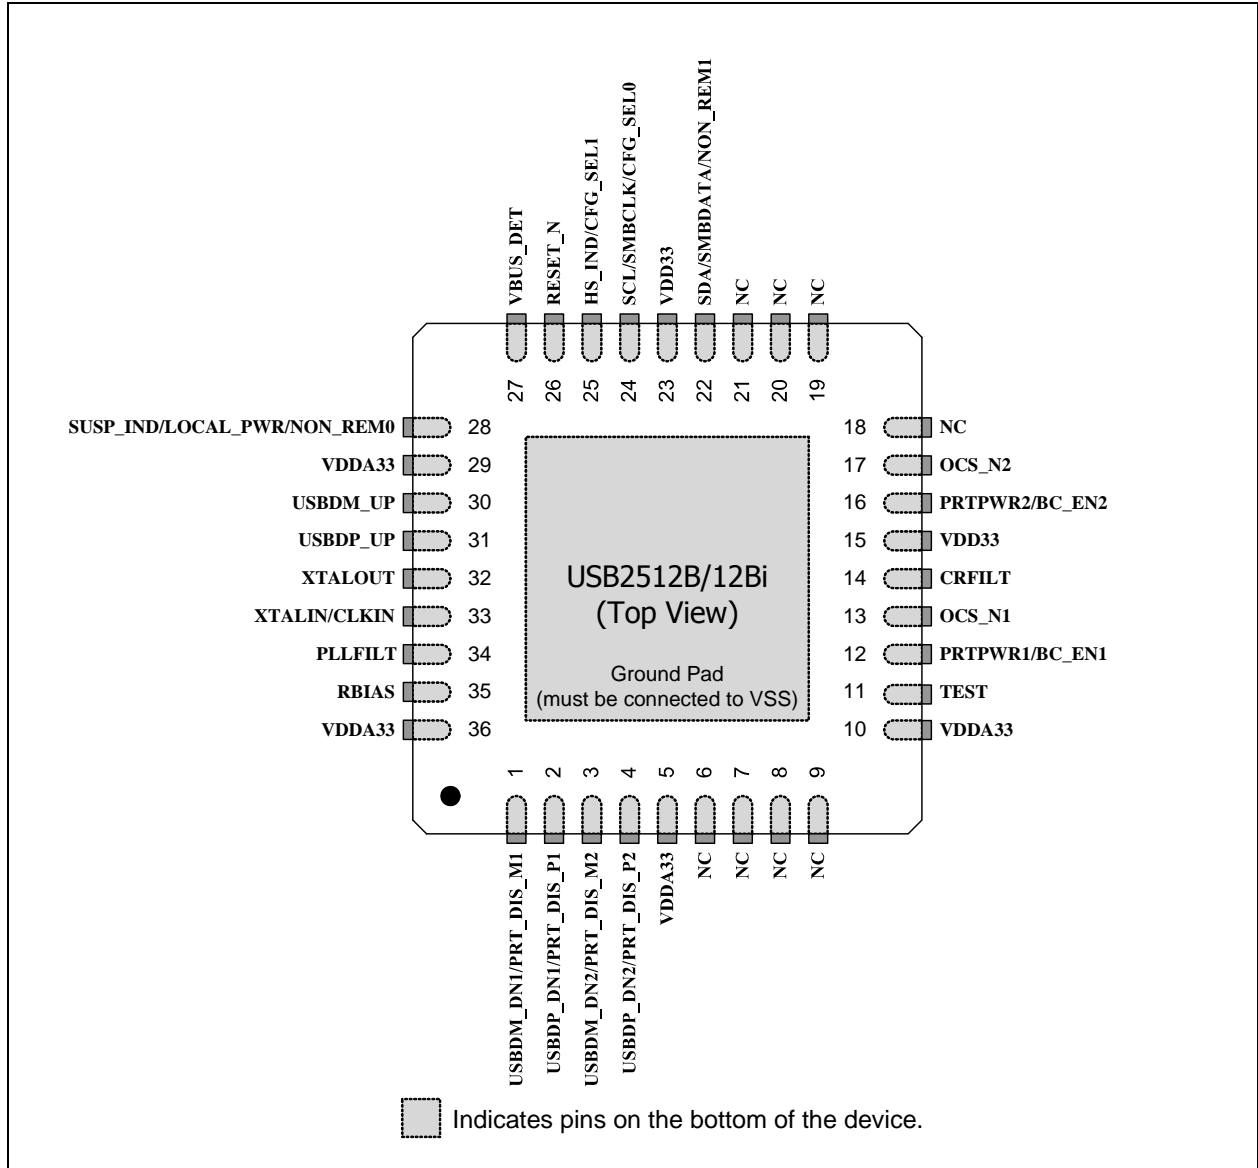 VBUS_DET
RESET_N
HS_IND/CFG_SEL1
SCL/SMBCLK/CFG_SEL0
VDD33
SDA/SMBDATA/NON_REM1
NC
NC
NC
27
26
25
24
23
22
21
20
19
SUSP_IND/LOCAL_PWR/NON_REM0 28
VDDA33 29
USBDM_UP 30
USBDP_UP 31
XTALOUT 32
XTALIN/CLKIN 33
PLLFILT 34
RBIAS 35
VDDA33 36
USB2512B/12Bi
(Top View)
Ground Pad
(must be connected to VSS)
18 NC
17 OCS_N2
16 PRTPWR2/BC_EN2
15 VDD33
14 CRFILT
13 OCS_N1
12 PRTPWR1/BC_EN1
11 TEST
10 VDDA33
1
2
3
4
5
6
7
8
9
USBDM_DN1/PRT_DIS_M1
USBDP_DN1/PRT_DIS_P1
USBDM_DN2/PRT_DIS_M2
USBDP_DN2/PRT_DIS_P2
VDDA33
NC
NC
NC
NC
Indicates pins on the bottom of the device.